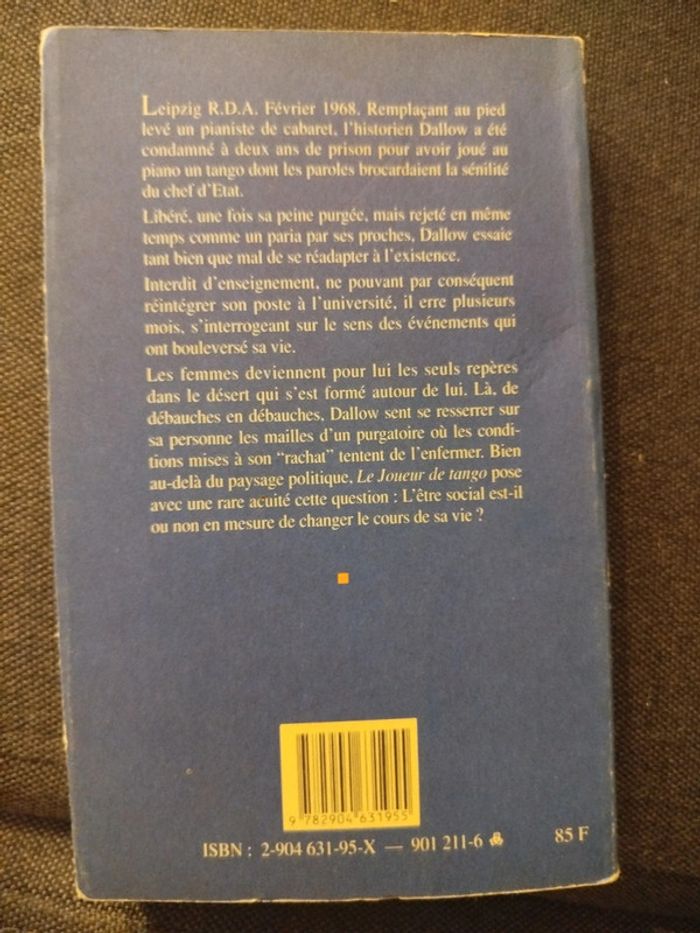 Leipzig R.D.A. Février 1968. Remplaçant au pied
levé un pianiste de cabaret, l'historien Dallow a été
condamné à deux ans de prison pour avoir joué au
piano un tango dont les paroles brocardaient la sénilité
du chef d'Etat.
Libéré, une fois sa peine purgée, mais rejeté en même
temps comme un paria par ses proches, Dallow essaie
tant bien que mal de se réadapter à l'existence.
Interdit d'enseignement, ne pouvant par conséquent
réintégrer son poste à l'université, il erre plusieurs
mois, s'interrogeant sur le sens des événements qui
ont bouleversé sa vie.
Les femmes deviennent pour lui les seuls repères
dans le désert qui s'est formé autour de lui. Là, de
débauches en débauches, Dallow sent se resserrer sur
sa personne les mailles d'un purgatoire où les condi-
tions mises à son "rachat" tentent de l'enfermer. Bien
au-delà du paysage politique, Le Joueur de tango pose
avec une rare acuité cette question : L'être social est-il
ou non en mesure de changer le cours de sa vie ?
9 782904 631955
ISBN : 2-904 631-95-X — 901 211-6
85 F